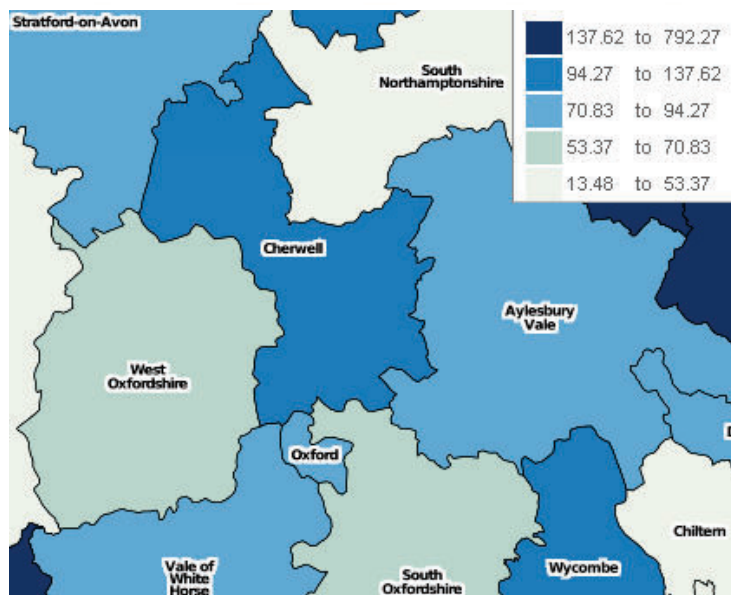 Stratford-on-Avon
137.62 to 792.27
94.27 to 137.62
70.83 to 94.27
53.37 to 70.83
13.48 to 53.37
South
Northamptonshire
Cherwell
Aylesbury
Vale
West
Oxfordshire
D
Oxford
Chiltern
Vale of
White
Horse
South
Oxfordshire
Wycombe